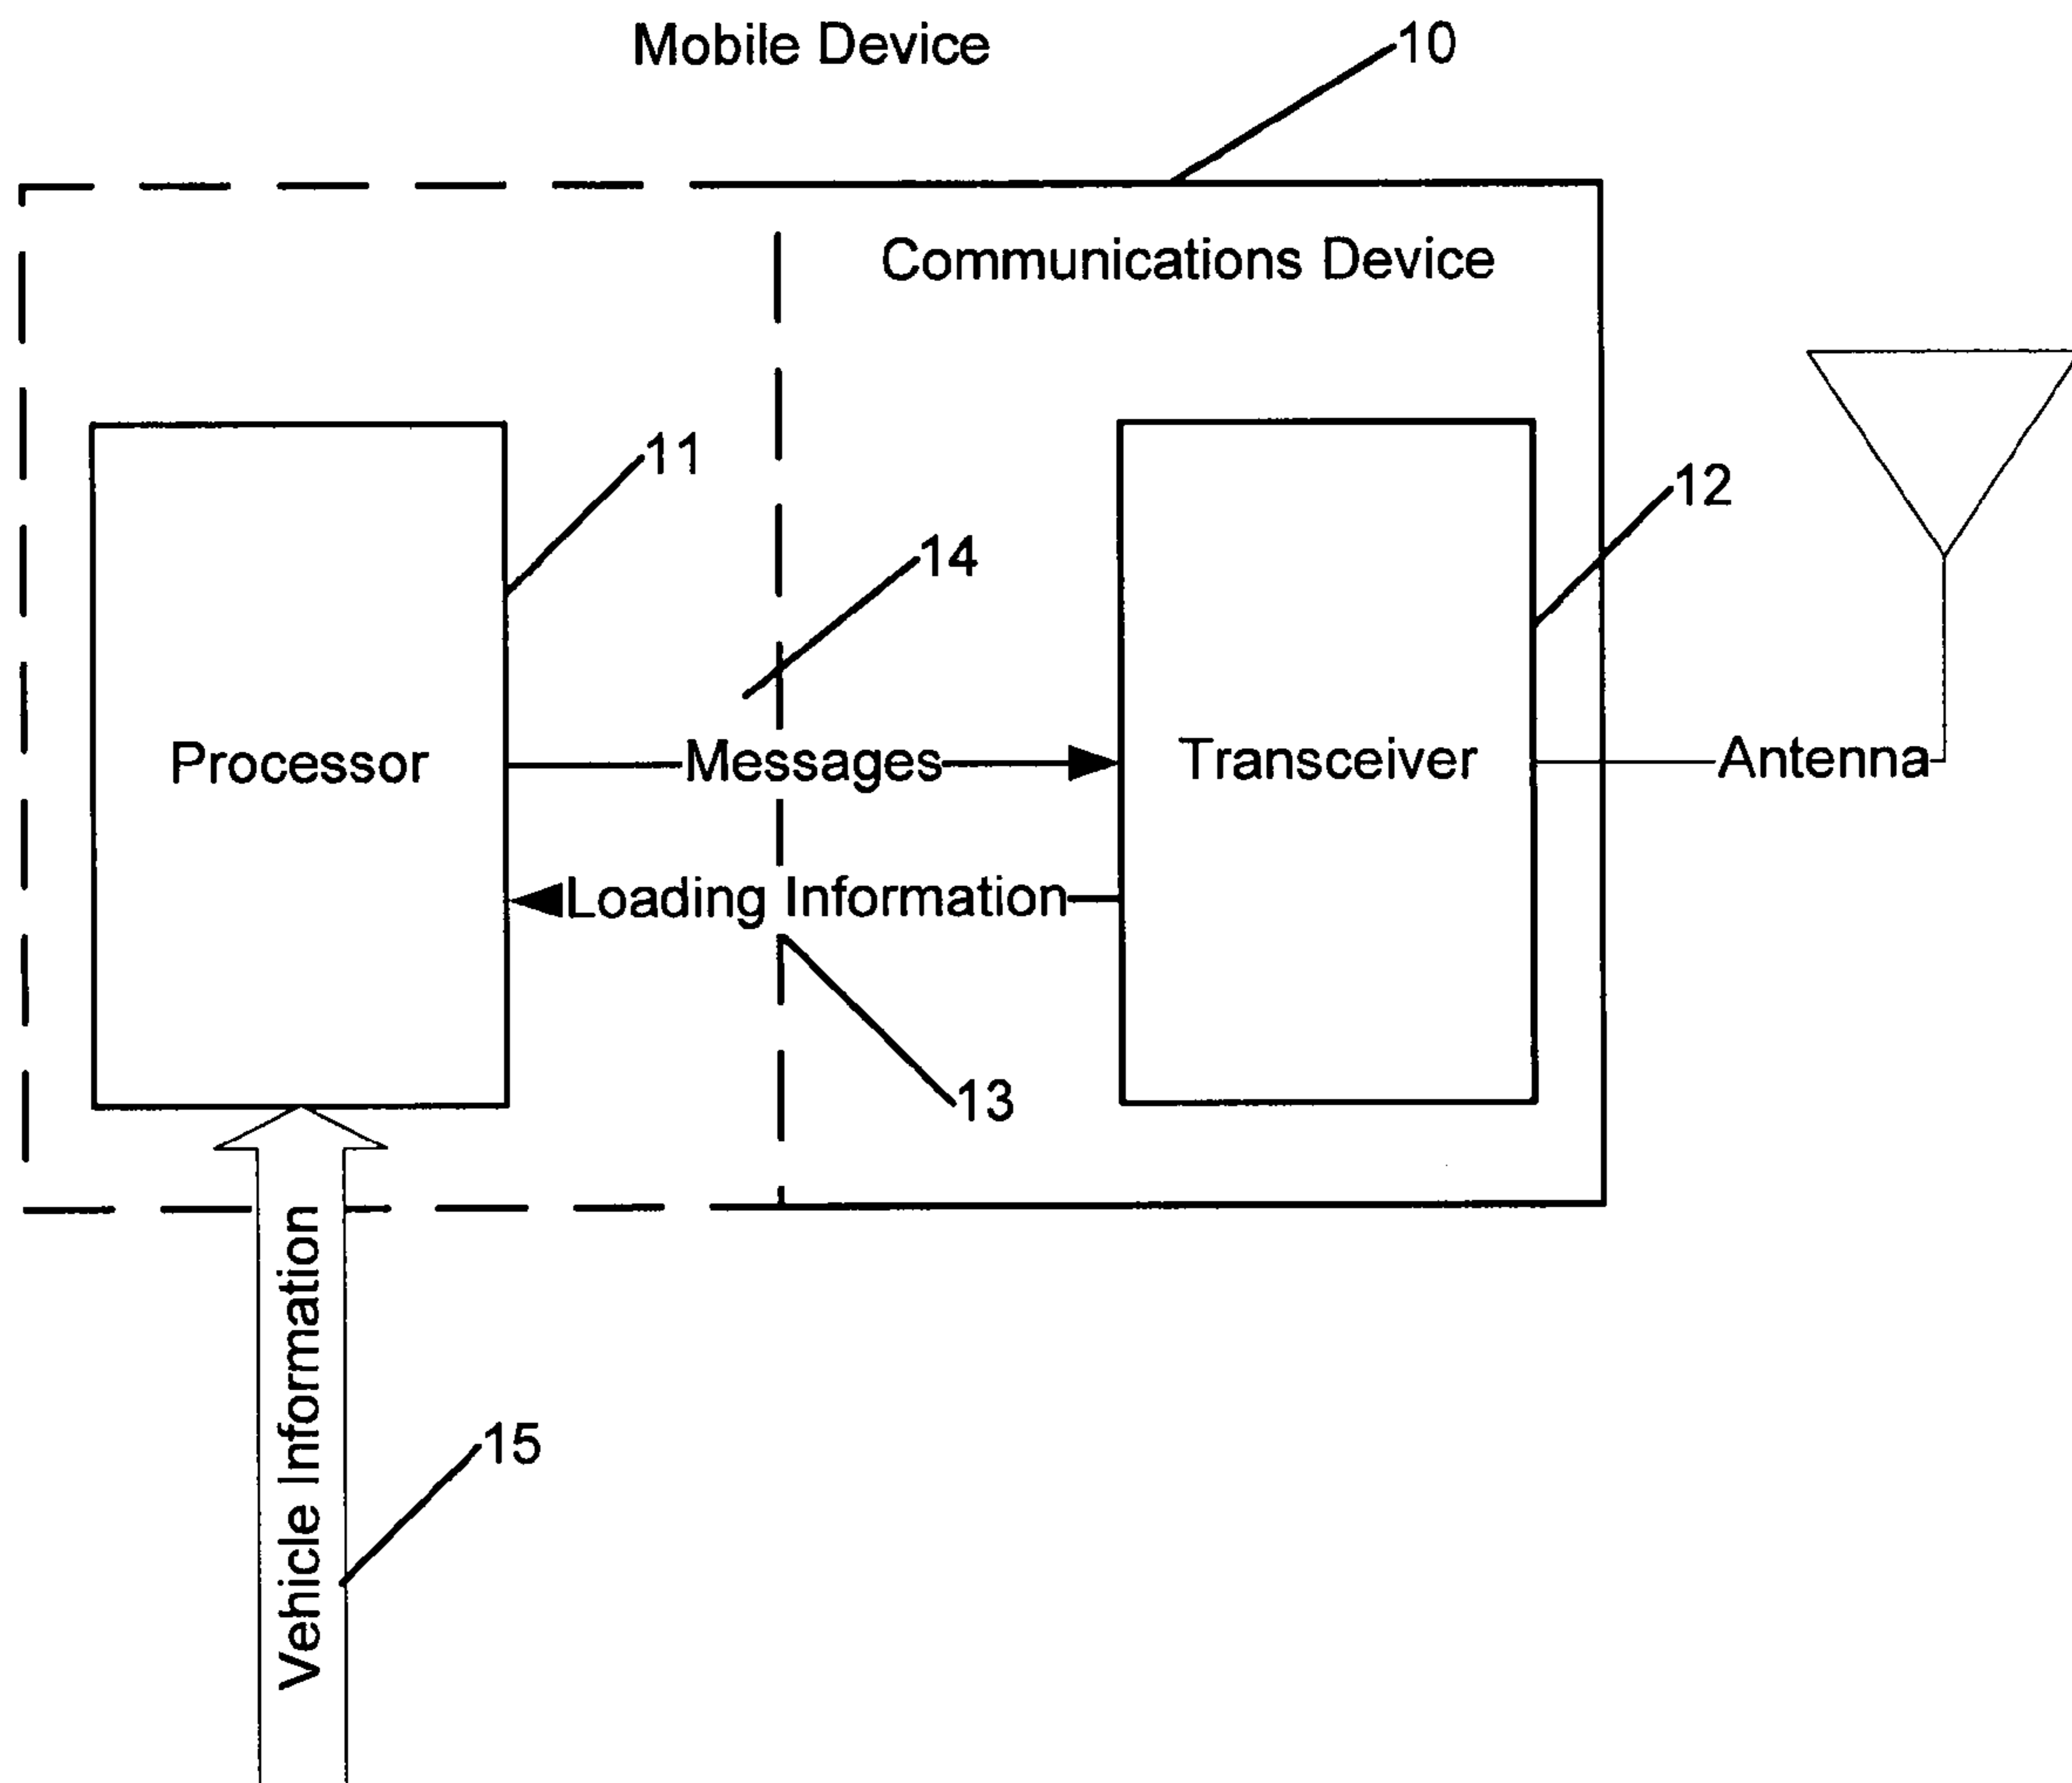 Mobile Device
10
Communications Device
11
12
14
Processor
Messages
Transceiver
Antenna
Loading Information
13
Vehicle Information
15